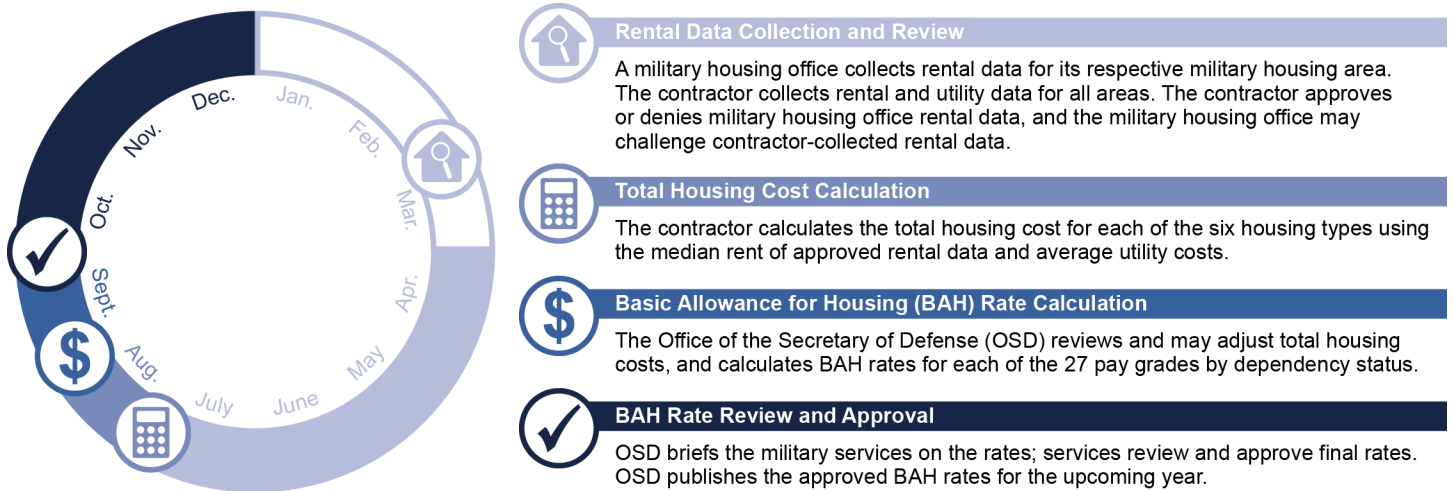 Dec.
Jan.
Nov.
Feb.
Oct.
Mar.
Sept.
Apr.
Aug.
May
July
June
$
Rental Data Collection and Review
A military housing office collects rental data for its respective military housing area.
The contractor collects rental and utility data for all areas. The contractor approves
or denies military housing office rental data, and the military housing office may
challenge contractor-collected rental data.
Total Housing Cost Calculation
The contractor calculates the total housing cost for each of the six housing types using
the median rent of approved rental data and average utility costs.
$
Basic Allowance for Housing (BAH) Rate Calculation
The Office of the Secretary of Defense (OSD) reviews and may adjust total housing
costs, and calculates BAH rates for each of the 27 pay grades by dependency status.
BAH Rate Review and Approval
OSD briefs the military services on the rates; services review and approve final rates.
OSD publishes the approved BAH rates for the upcoming year.